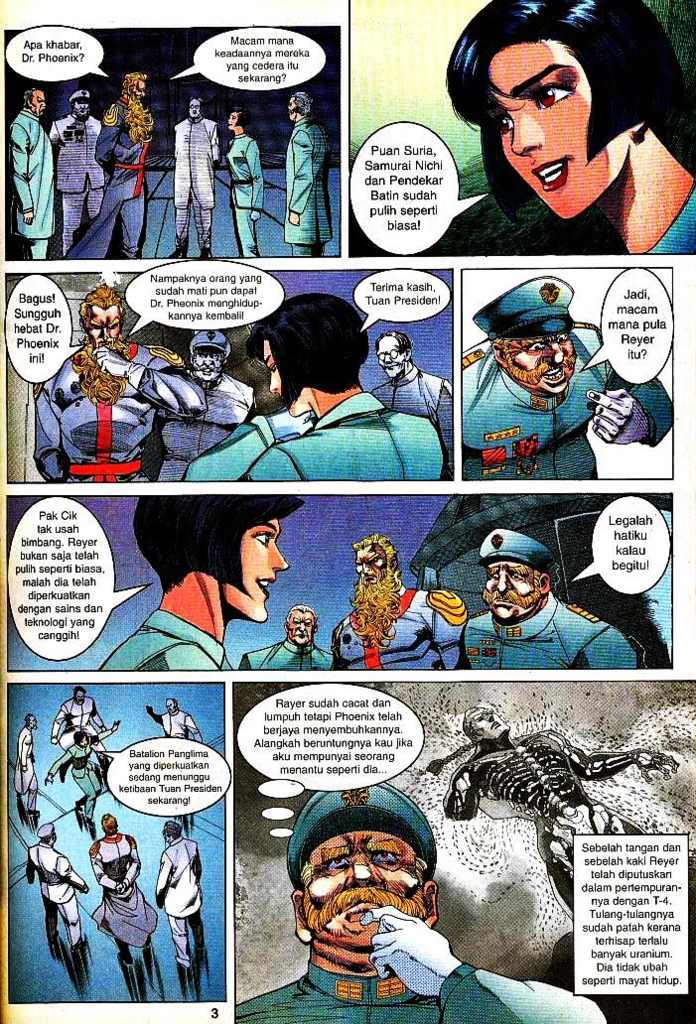 Apa khabar,
Dr. Phoenix?
Macam mana
keadaannya mereka
yang cedera itu
sekarang?
Puan Suria,
Samurai Nichi
dan Pendekar
Batin sudah
pulih seperti
biasa!
Bagus!
Sungguh
hebat Dr.
Phoenix
ini!
Nampaknya orang yang
sudah mati pun dapat
Dr. Pheonix menghidup-
kannya kembali!
Terima kasih,
Tuan Presiden!
Jadi,
macam
mana pula
Reyer
itu?
Pak Cik
tak usah
bimbang. Reyer
bukan saja telah
pulih seperti biasa,
malah dia telah
diperkuatkan
dengan sains dan
teknologi yang
canggih!
Legalah
hatiku
kalau
begitu!
Batalion Panglima
yang diperkuatkan
sedang menunggu
ketibaan Tuan Presiden
sekarang!
Rayer sudah cacat dan
lumpuh tetapi Phoenix telah
berjaya menyembuhkannya.
Alangkah beruntungnya kau jika
aku mempunyai seorang
menantu seperti dia...
Sebelah tangan dan
sebelah kaki Reyer
telah diputuskan
dalam pertempuran-
nya dengan T-4.
Tulang-tulangnya
sudah patah kerana
terhisap terlalu
banyak uranium.
Dia tidak ubah
seperti mayat hidup.
3